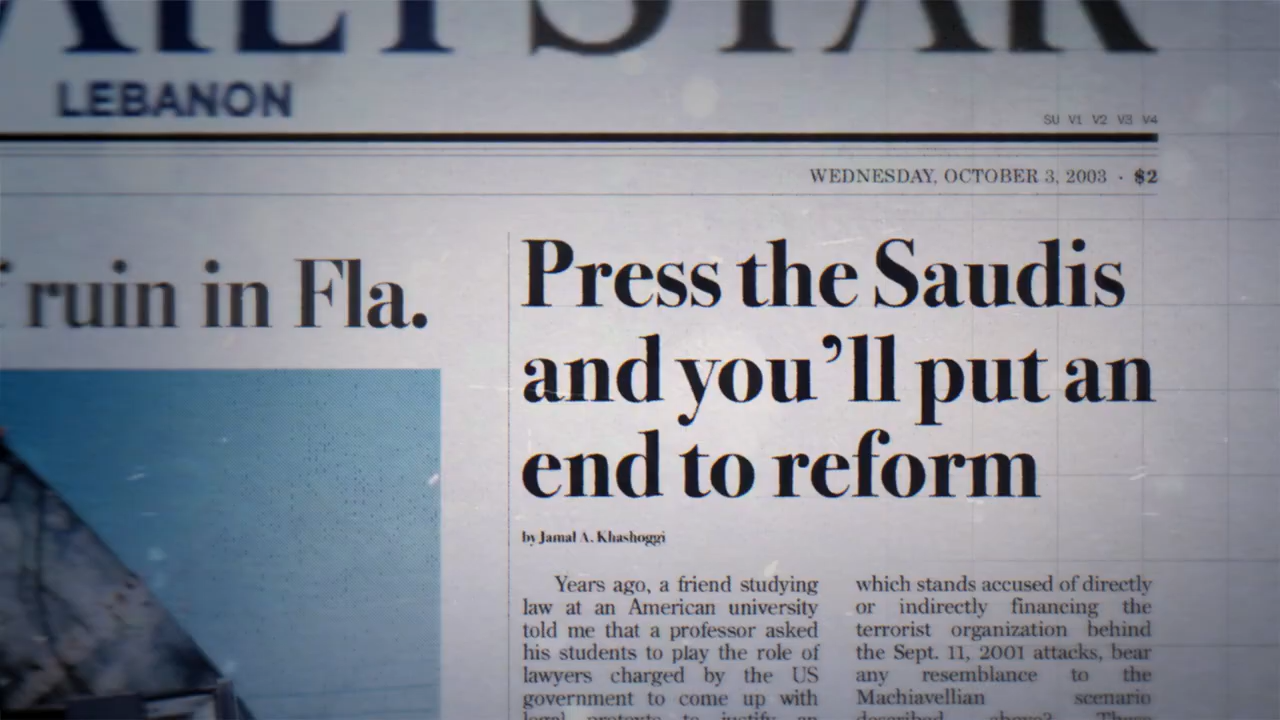 AILY STAR
LEBANON
SU V1 V2 V3 V4
WEDNESDAY, OCTOBER 3, 2003 · $2
ruin in Fla.
Press the Saudis
and you'll put an
end to reform
by Jamal A. Khashoggi
Years ago, a friend studying
law at an American university
told me that a professor asked
his students to play the role of
lawyers charged by the US
government to come up with
which stands accused of directly
or indirectly financing the
terrorist organization behind
the Sept. 11, 2001 attacks, bear
any resemblance to the
Machiavellian scenario